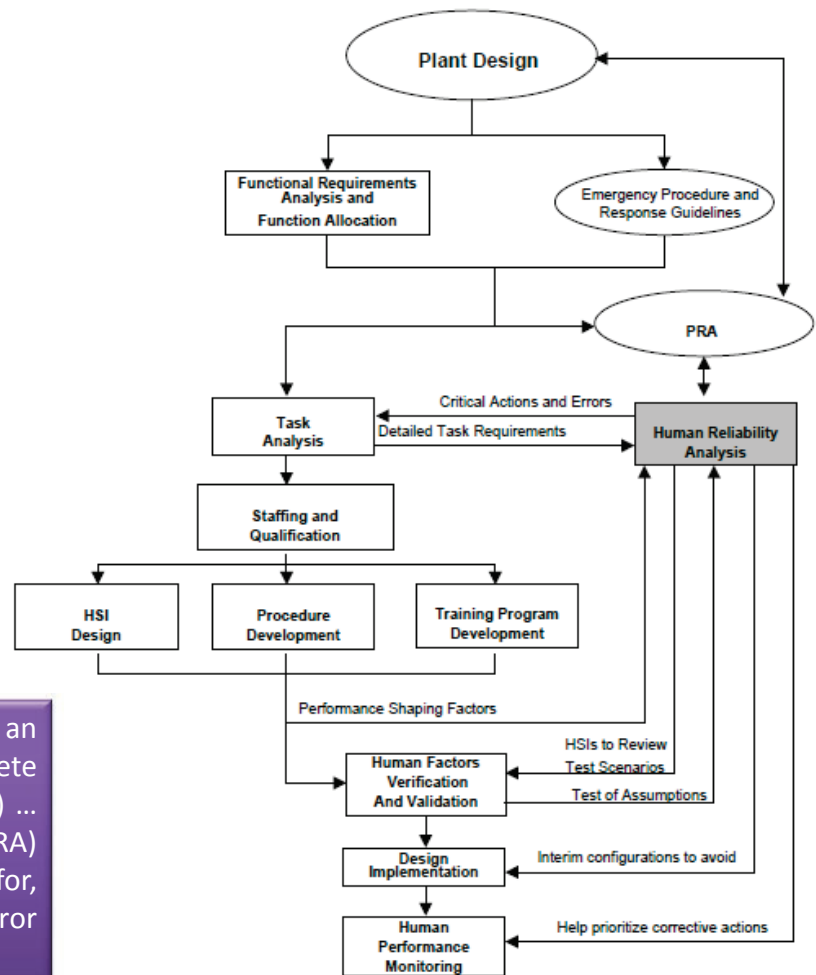 Plant Design
Functional Requirements
Analysis and
Function Allocation
Emergency Procedure and
Response Guidelines
PRA
Critical Actions and Errors
Task
Analysis
Detailed Task Requirements
Human Reliability
Analysis
Staffing and
Qualification
HSI
Design
Procedure
Development
Training Program
Development
Performance Shaping Factors
an
ete
) ...
RA)
for,
ror
HSIs to Review
Human Factors
Verification
And Validation
Test Scenarios
Test of Assumptions
Design
Implementation
Interim configurations to avoid
Human
Performance
Monitoring
Help prioritize corrective actions